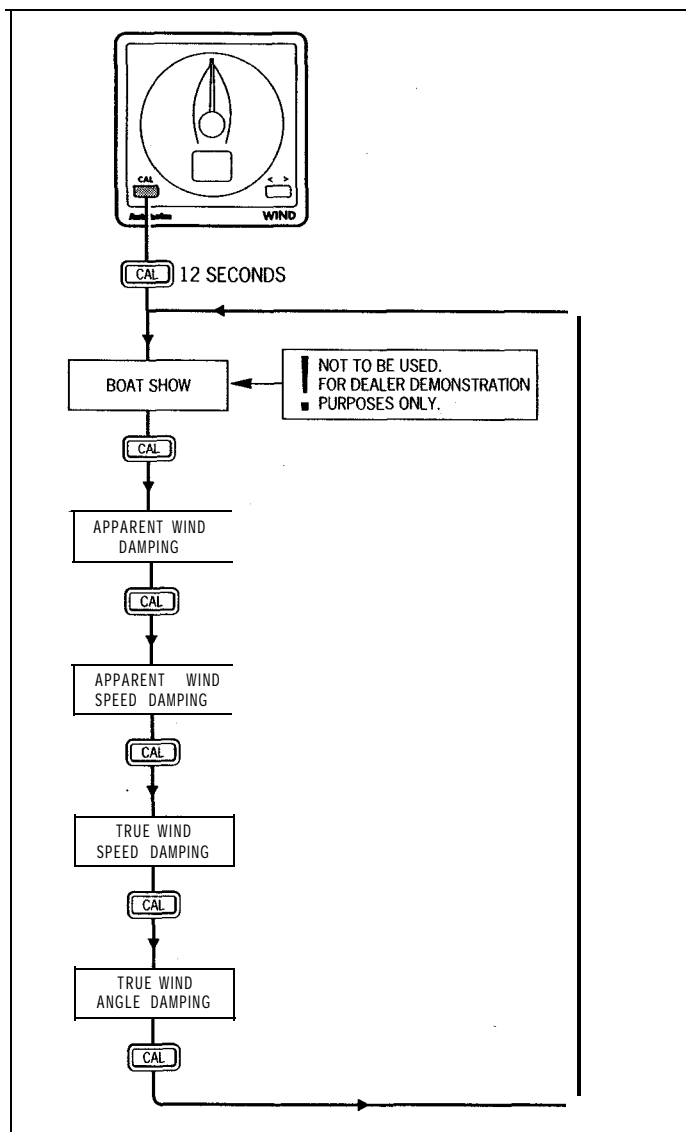 CAL
< >
WIND
CAL 12 SECONDS
BOAT SHOW
! NOT TO BE USED.
FOR DEALER DEMONSTRATION
PURPOSES ONLY.
CAL
APPARENT WIND
DAMPING
CAL
APPARENT WIND
SPEED DAMPING
CAL
TRUE WIND
SPEED DAMPING
CAL
TRUE WIND
ANGLE DAMPING
CAL